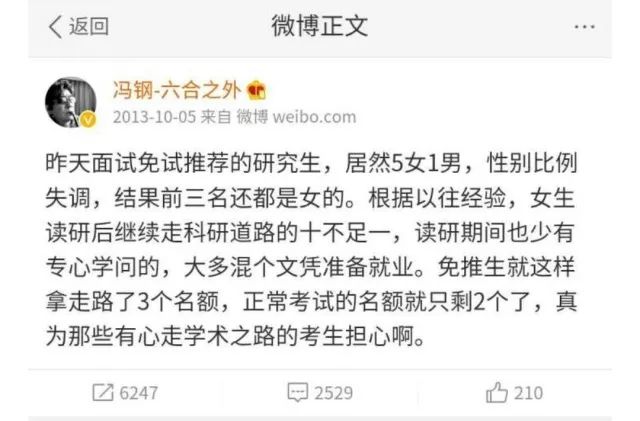 返回
微博正文
冯钢-六合之外
2013-10-05 来自 微博 weibo.com
昨天面试免试推荐的研究生，居然5女1男，性别比例
失调，结果前三名还都是女的。根据以往经验，女生
读研后继续走科研道路的十不足一，读研期间也少有
专心学问的，大多混个文凭准备就业。免推生就这样
拿走路了3个名额，正常考试的名额就只剩2个了，真
为那些有心走学术之路的考生担心啊。
6247
2529
210